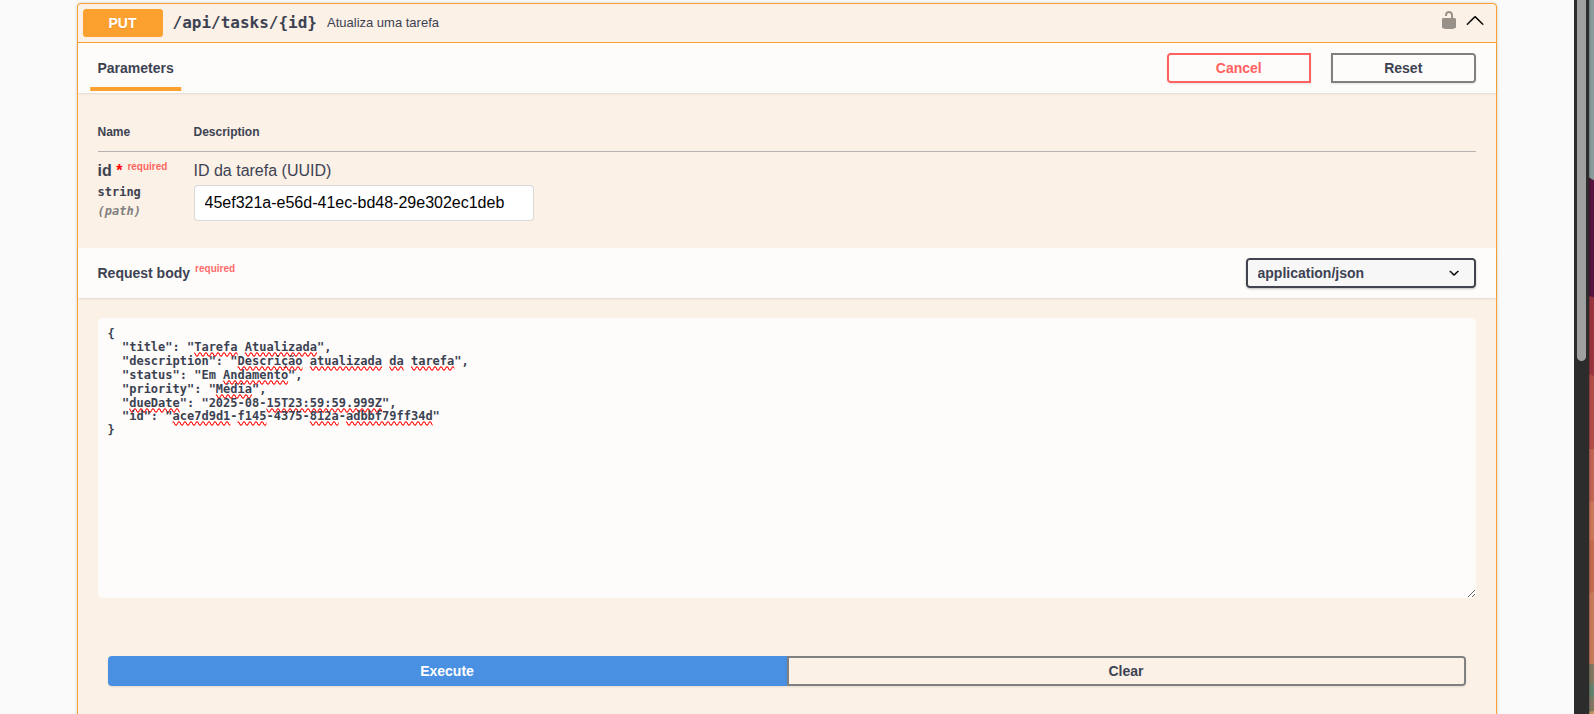 PUT /api/tasks/{id} Atualiza uma tarefa
Parameters
Cancel
Reset
Name Description
id * required
string
(path)
ID da tarefa (UUID)
45ef321a-e56d-41ec-bd48-29e302ec1deb
Request body required
application/json
{
"title": "Tarefa Atualizada",
"description": "Descrição atualizada da tarefa",
"status": "Em Andamento",
"priority": "Média",
"dueDate": "2025-08-15T23:59:59.999Z",
"id": "ace7d9d1-f145-4375-812a-adbbf79ff34d"
}
Execute
Clear